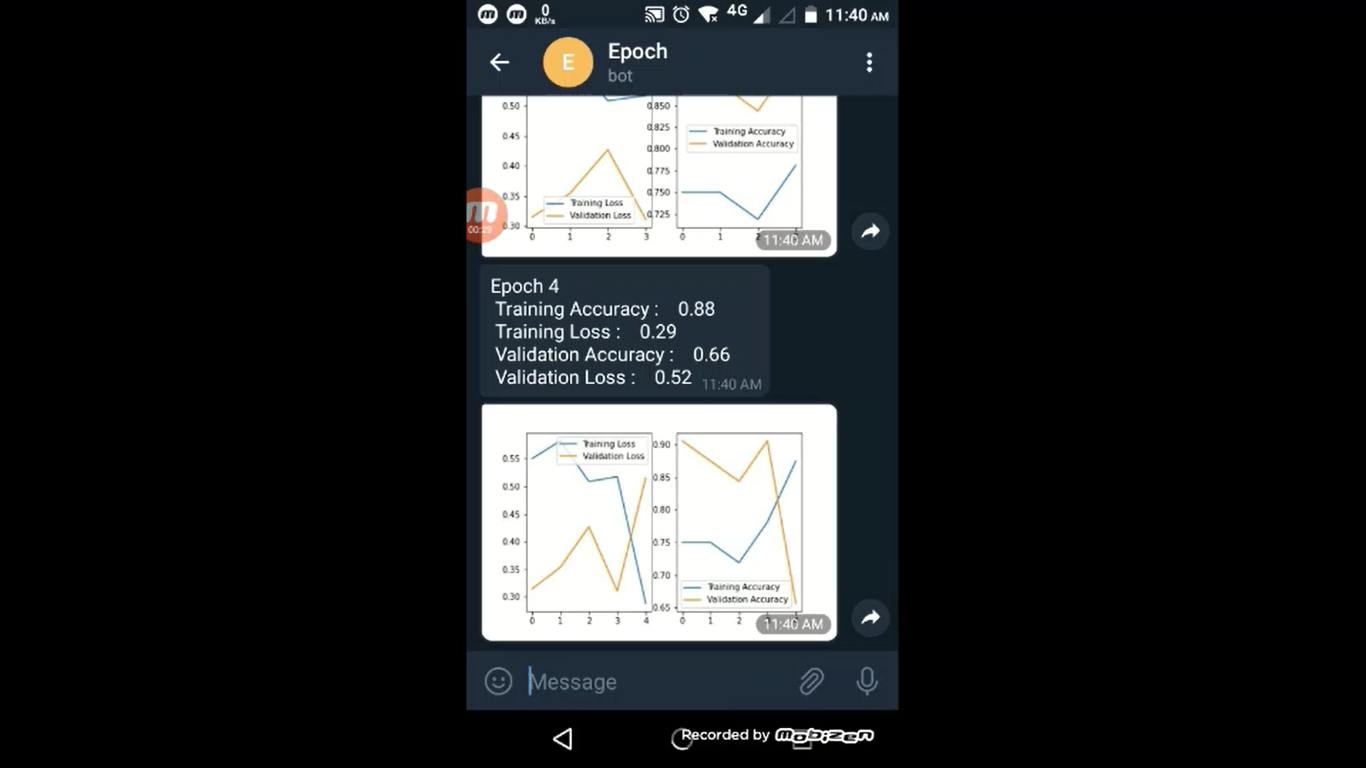 0
KB/s
4G
11:40 AM
E
Epoch
bot
0.50
0.45
0.40
0.35
0.30
Training Loss
Validation Loss
0 1 2 3
0.850
0.825
0.800
0.775
0.750
0.725
Training Accuracy
Validation Accuracy
0 1 2
11:40 AM
00:29
Epoch 4
Training Accuracy : 0.88
Training Loss : 0.29
Validation Accuracy : 0.66
Validation Loss : 0.52
11:40 AM
0.55
0.50
0.45
0.40
0.35
0.30
Training Loss
Validation Loss
0 1 2 3 4
0.90
0.85
0.80
0.75
0.70
0.65
Training Accuracy
Validation Accuracy
0 1 2
11:40 AM
Message
Recorded by mobizen